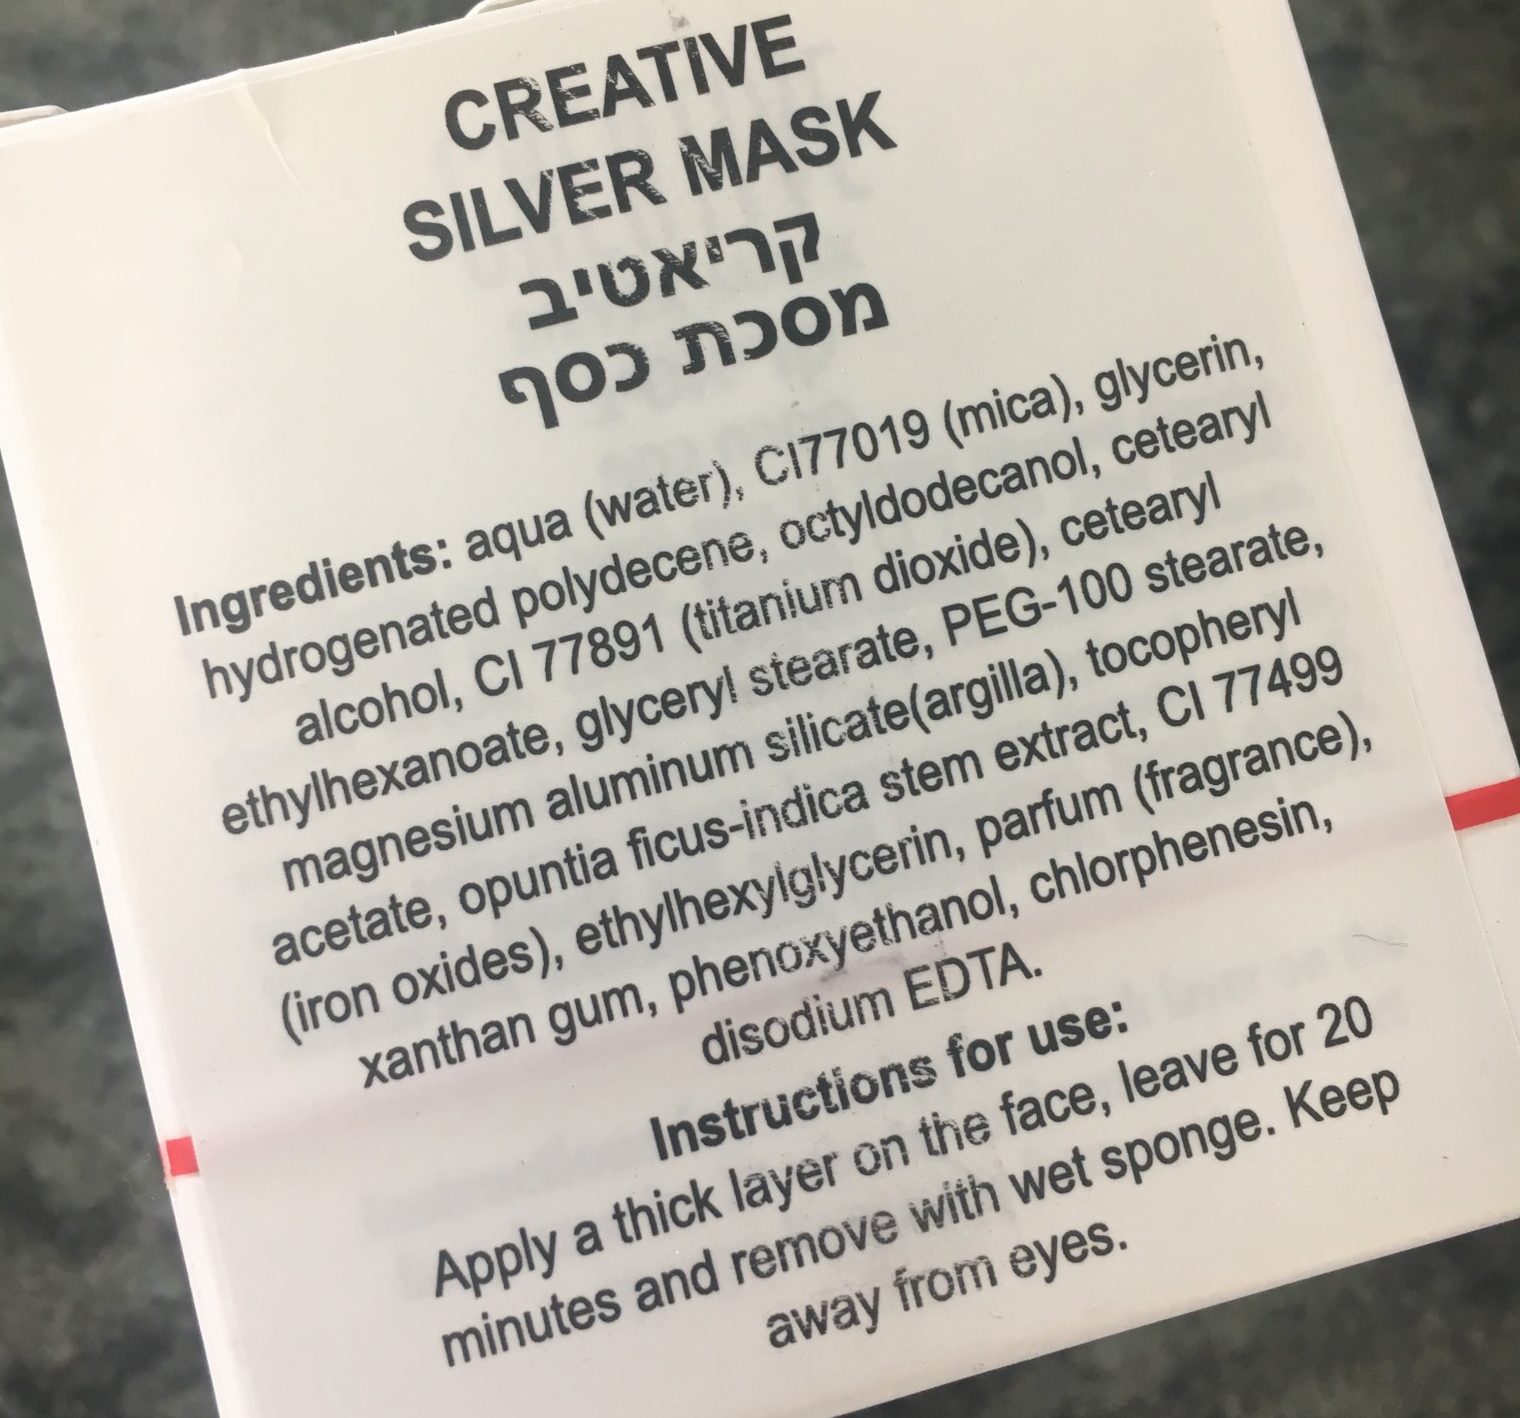 CREATIVE
SILVER MASK
קריאטיב
מסכת כסף
Ingredients: aqua (water), CI77019 (mica), glycerin,
hydrogenated polydecene, octyldodecanol, cetearyl
alcohol, CI 77891 (titanium dioxide), cetearyl
ethylhexanoate, glyceryl stearate, PEG-100 stearate,
magnesium aluminum silicate(argilla), tocopheryl
acetate, opuntia ficus-indica stem extract, CI 77499
(iron oxides), ethylhexylglycerin, parfum (fragrance),
xanthan gum, phenoxyethanol, chlorphenesin,
disodium EDTA.
Instructions for use:
Apply a thick layer on the face, leave for 20
minutes and remove with wet sponge. Keep
away from eyes.